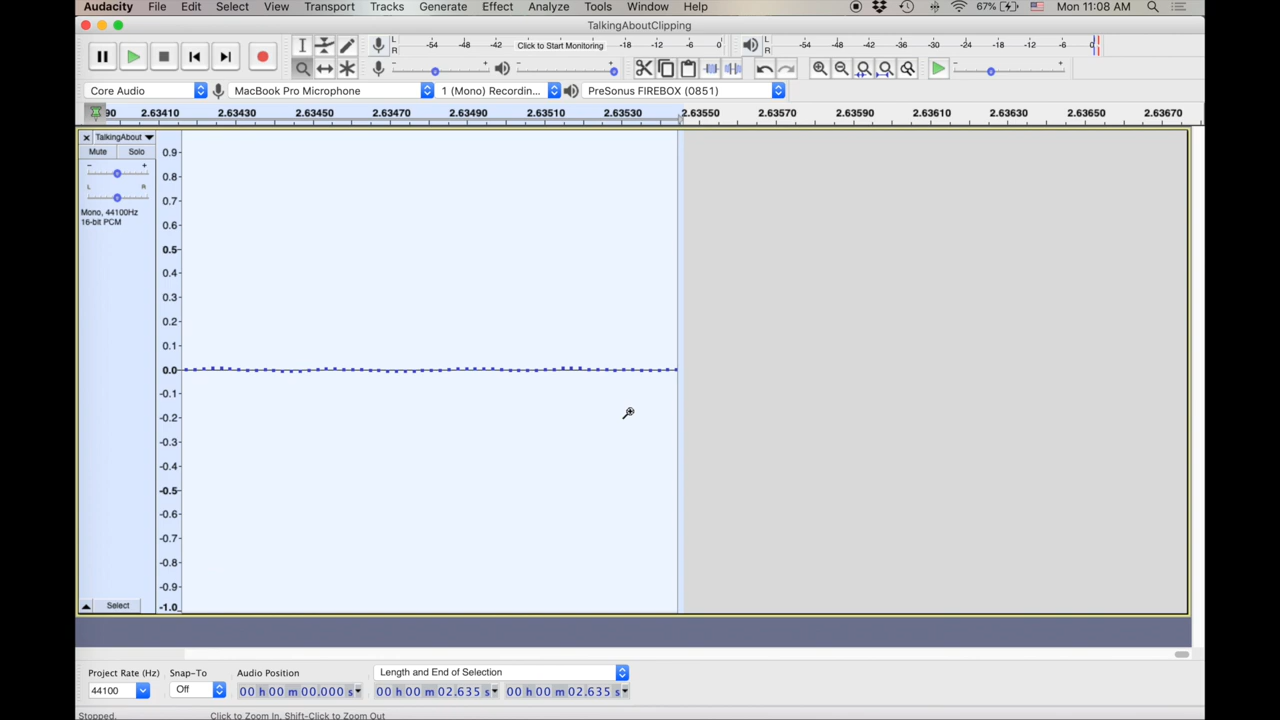 Audacity File Edit Select View Transport Tracks Generate Effect Analyze Tools Window Help 67% Mon 11:08 AM
TalkingAboutClipping
L R -54 -48 -42 Click to Start Monitoring -18 -12 -6 0 L R -54 -48 -42 -36 -30 -24 -18 -12 -6 0
- + - + - +
Core Audio MacBook Pro Microphone 1 (Mono) Recordin... PreSonus FIREBOX (0851)
90 2.63410 2.63430 2.63450 2.63470 2.63490 2.63510 2.63530 2.63550 2.63570 2.63590 2.63610 2.63630 2.63650 2.63670
TalkingAbout
Mute Solo
- +
L R
Mono, 44100Hz
16-bit PCM
0.9
0.8
0.7
0.6
0.5
0.4
0.3
0.2
0.1
0.0
-0.1
-0.2
-0.3
-0.4
-0.5
-0.6
-0.7
-0.8
-0.9
-1.0
Select
Project Rate (Hz) Snap-To Audio Position Length and End of Selection
44100 Off 00 h 00 m 00.000 s 00 h 00 m 02.635 s 00 h 00 m 02.635 s
Stopped. Click to Zoom In, Shift-Click to Zoom Out